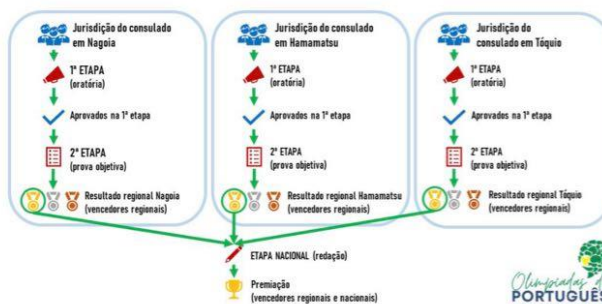 Jurisdição do consulado
em Nagoia
1ª ETAPA
(oratória)
Aprovados na 1ª etapa
2ª ETAPA
(prova objetiva)
Resultado regional Nagoia
(vencedores regionais)
Jurisdição do consulado
em Hamamatsu
1ª ETAPA
(oratória)
Aprovados na 1ª etapa
2ª ETAPA
(prova objetiva)
Resultado regional Hamamatsu
(vencedores regionais)
Jurisdição do
consulado em Tóquio
1ª ETAPA
(oratória)
Aprovados na 1ª etapa
2ª ETAPA
(prova objetiva)
Resultado regional Tóquio
(vencedores regionais)
ETAPA NACIONAL (redação)
Premiação
(vencedores regionais e nacionais)
Olimpíadas d
PORTUGUÊS